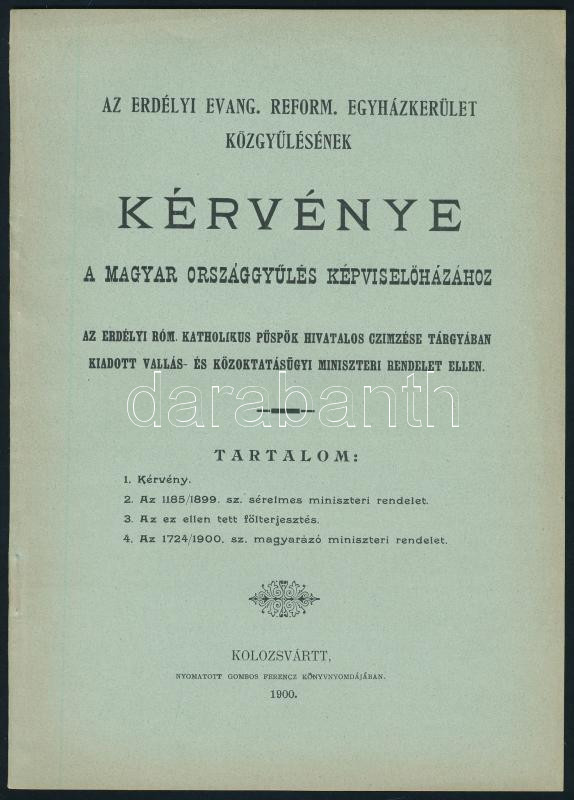 AZ ERDÉLYI EVANG. REFORM. EGYHÁZKERÜLET
KÖZGYŰLÉSÉNEK
KÉRVÉNYE
A MAGYAR ORSZÁGGYŰLÉS KÉPVISELŐHÁZÁHOZ
AZ ERDÉLYI RÓM. KATHOLIKUS PÜSPÖK HIVATALOS CZIMZÉSE TÁRGYÁBAN
KIADOTT VALLÁS- ÉS KÖZOKTATÁSÜGYI MINISZTERI RENDELET ELLEN.
darabanth
TARTALOM:
1. Kérvény.
2. Az 1185/1899. sz. sérelmes miniszteri rendelet.
3. Az ez ellen tett fölterjesztés.
4. Az 1724/1900. sz. magyarázó miniszteri rendelet.
KOLOZSVÁRTT,
NYOMATOTT GOMBOS FERENCZ KÖNYVNYOMDÁJÁBAN.
1900.